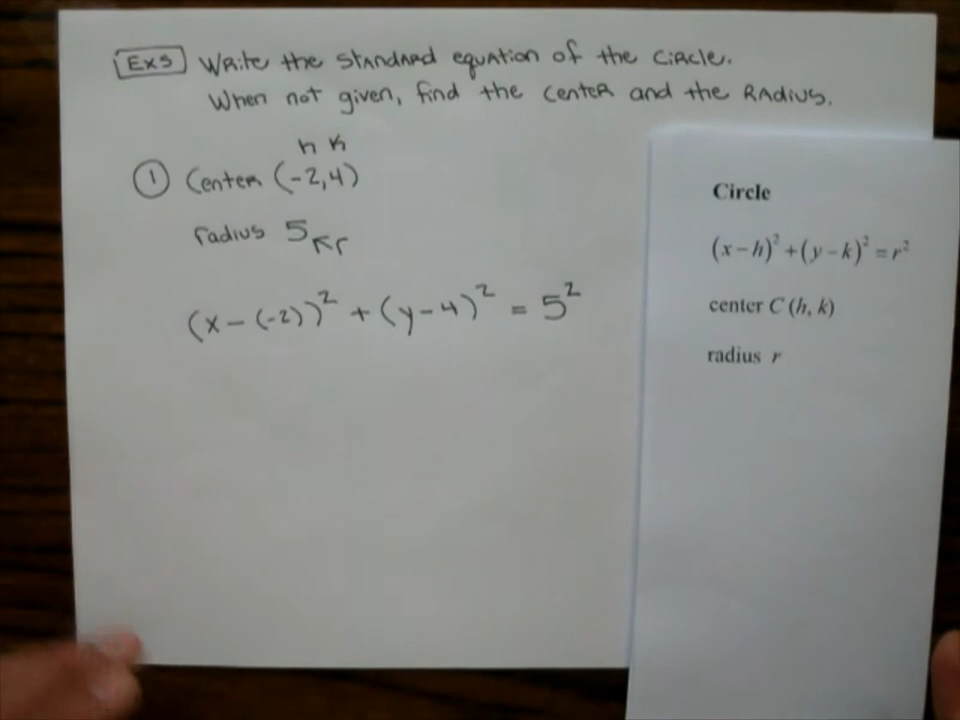 Exs Write the standard equation of the circle.
When not given, find the center and the radius.
h k
① Center (-2,4)
radius 5 ↖r
(x-(-2))² + (y-4)² = 5²
Circle
(x-h)² + (y-k)² = r²
center C (h, k)
radius r